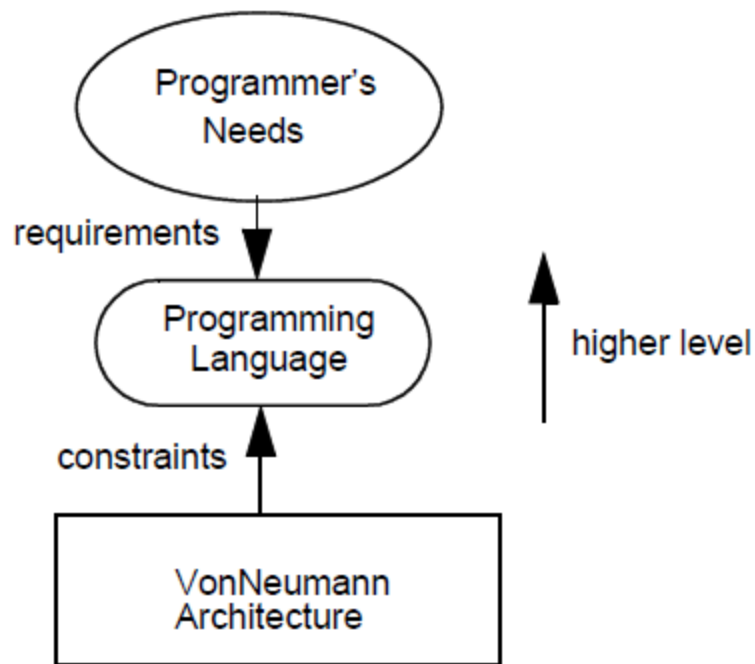 Programmer's
Needs
requirements
Programming
Language
higher level
constraints
VonNeumann
Architecture